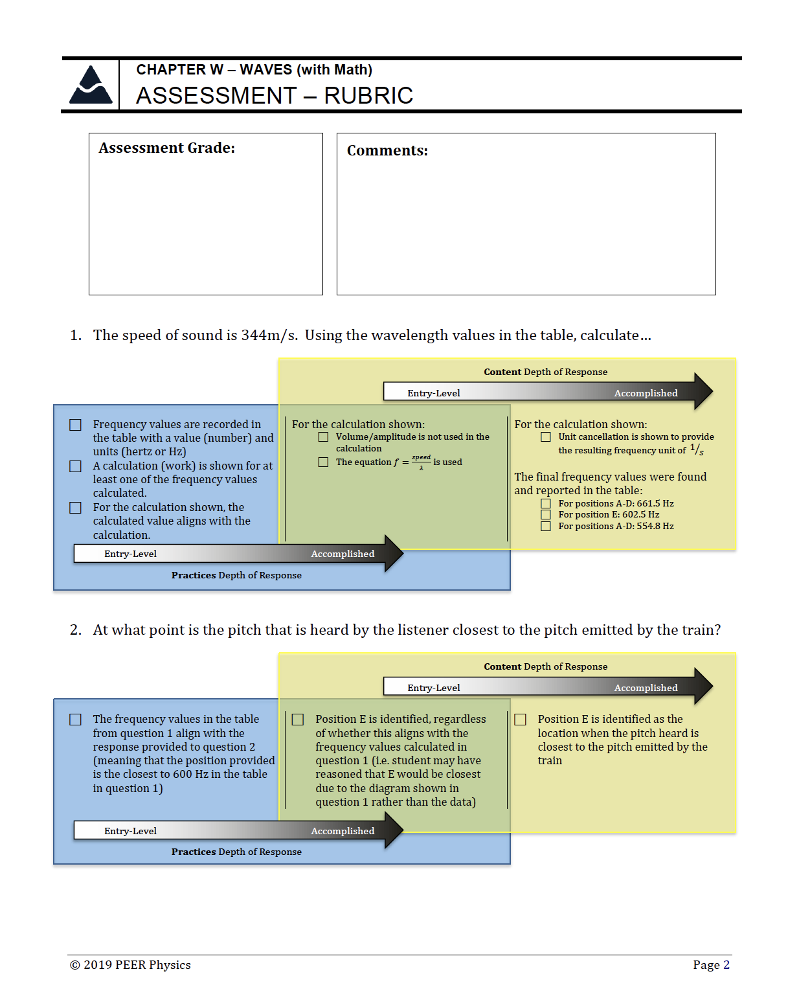 CHAPTER W – WAVES (with Math)
ASSESSMENT – RUBRIC
Assessment Grade:
Comments:
1. The speed of sound is 344m/s. Using the wavelength values in the table, calculate…
Content Depth of Response
Entry-Level Accomplished
Frequency values are recorded in
the table with a value (number) and
units (hertz or Hz)
A calculation (work) is shown for at
least one of the frequency values
calculated.
For the calculation shown, the
calculated value aligns with the
calculation.
For the calculation shown:
Volume/amplitude is not used in the
calculation
The equation f = speed/λ is used
For the calculation shown:
Unit cancellation is shown to provide
the resulting frequency unit of 1/s
The final frequency values were found
and reported in the table:
For positions A-D: 661.5 Hz
For position E: 602.5 Hz
For positions A-D: 554.8 Hz
Entry-Level Accomplished
Practices Depth of Response
2. At what point is the pitch that is heard by the listener closest to the pitch emitted by the train?
Content Depth of Response
Entry-Level Accomplished
The frequency values in the table
from question 1 align with the
response provided to question 2
(meaning that the position provided
is the closest to 600 Hz in the table
in question 1)
Position E is identified, regardless
of whether this aligns with the
frequency values calculated in
question 1 (i.e. student may have
reasoned that E would be closest
due to the diagram shown in
question 1 rather than the data)
Position E is identified as the
location when the pitch heard is
closest to the pitch emitted by the
train
Entry-Level Accomplished
Practices Depth of Response
© 2019 PEER Physics Page 2